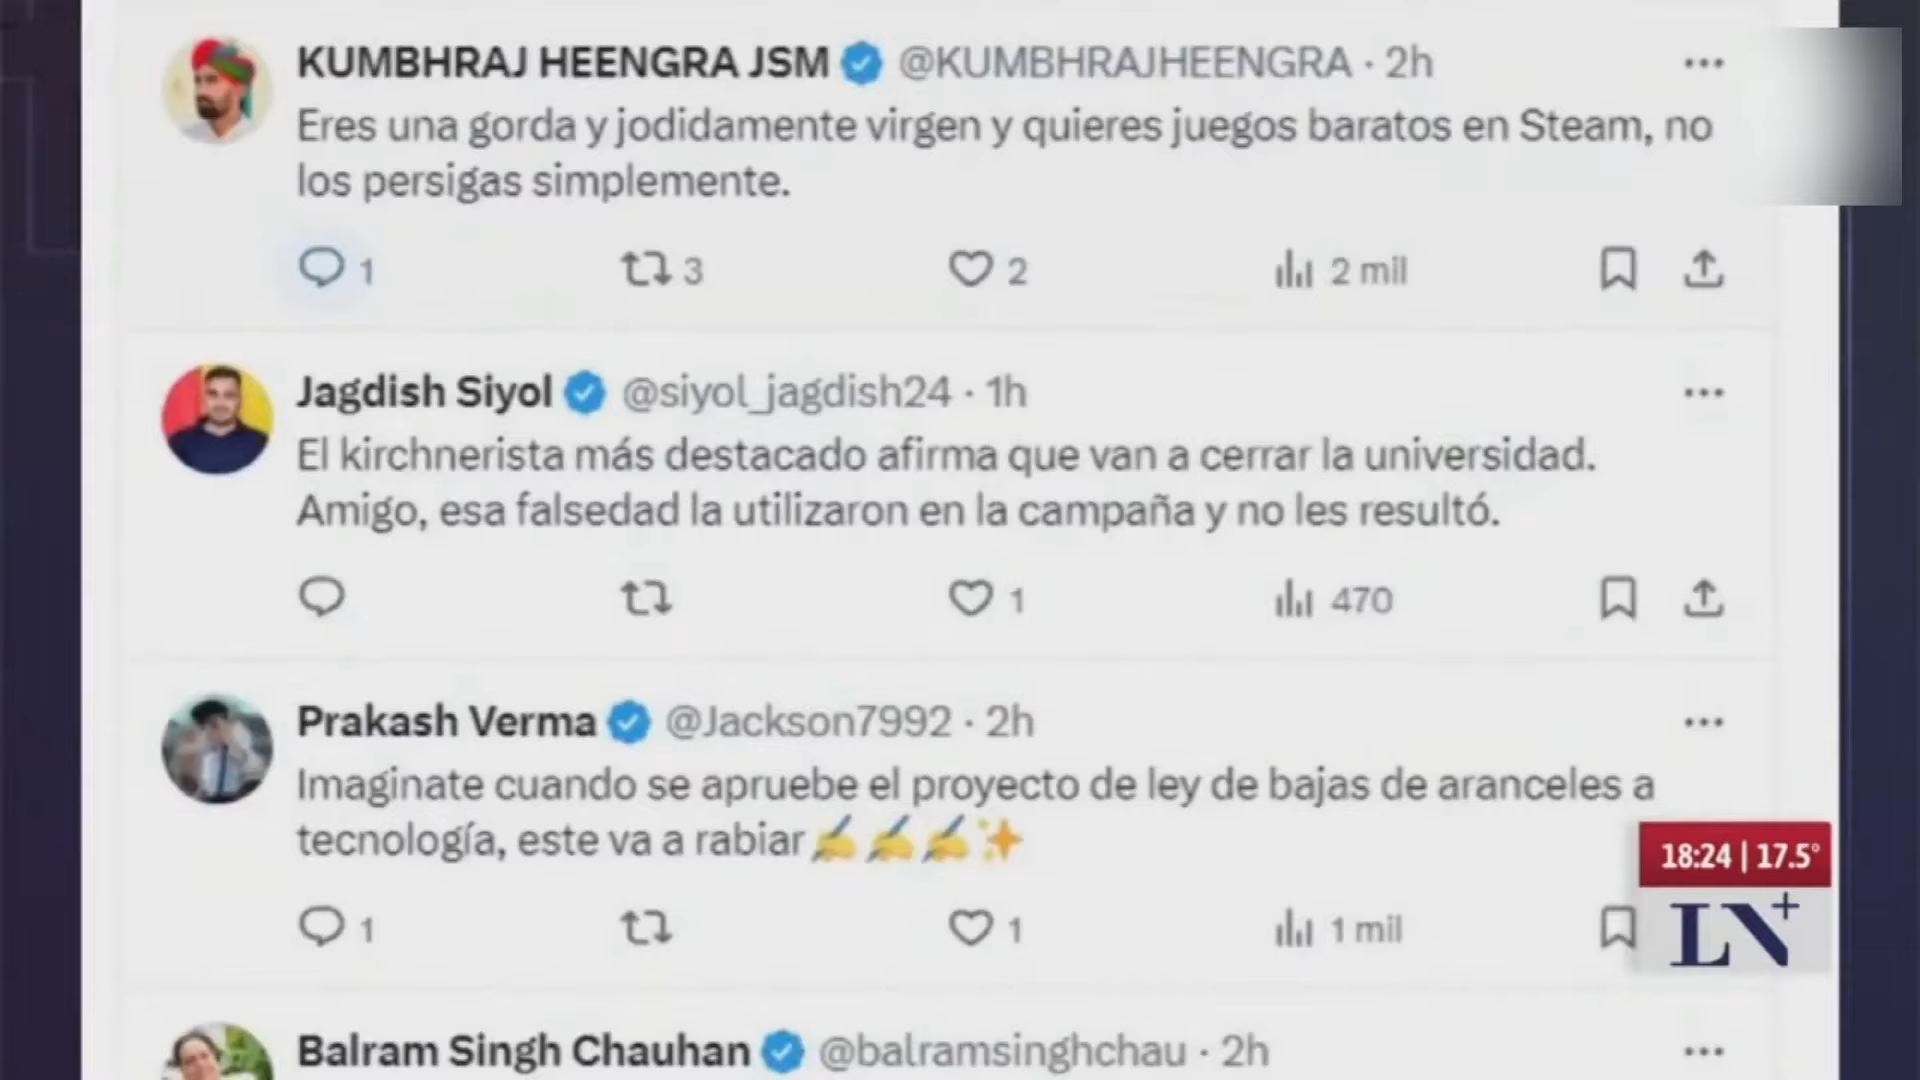 KUMBHRAJ HEENGRA JSM @KUMBHRAJHEENGRA · 2h
Eres una gorda y jodidamente virgen y quieres juegos baratos en Steam, no
los persigas simplemente.
1 3 2 2 mil
Jagdish Siyol @siyol_jagdish24 · 1h
El kirchnerista más destacado afirma que van a cerrar la universidad.
Amigo, esa falsedad la utilizaron en la campaña y no les resultó.
1 470
Prakash Verma @Jackson7992 · 2h
Imaginate cuando se apruebe el proyecto de ley de bajas de aranceles a
tecnología, este va a rabiar✍️✍️✍️✨
18:24 | 17.5°
1 1 1 mil
LN+
Balram Singh Chauhan @balramsinghchau · 2h